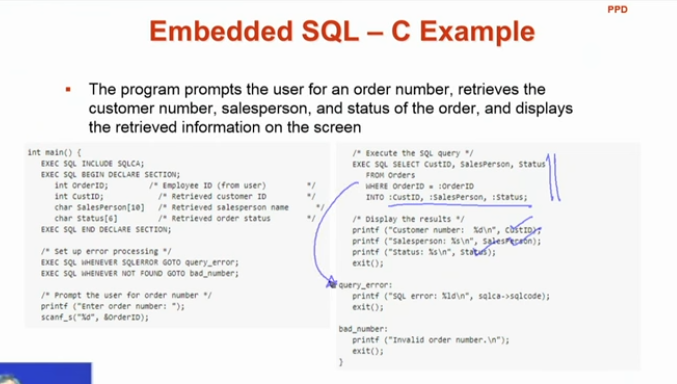 PPD
Embedded SQL – C Example
▪ The program prompts the user for an order number, retrieves the
customer number, salesperson, and status of the order, and displays
the retrieved information on the screen
int main() {
EXEC SQL INCLUDE SQLCA;
EXEC SQL BEGIN DECLARE SECTION;
int OrderID; /* Employee ID (from user) */
int CustID; /* Retrieved customer ID */
char SalesPerson[10] /* Retrieved salesperson name */
char Status[6] /* Retrieved order status */
EXEC SQL END DECLARE SECTION;
/* Set up error processing */
EXEC SQL WHENEVER SQLERROR GOTO query_error;
EXEC SQL WHENEVER NOT FOUND GOTO bad_number;
/* Prompt the user for order number */
printf ("Enter order number: ");
scanf_s("%d", &OrderID);
/* Execute the SQL query */
EXEC SQL SELECT CustID, SalesPerson, Status
FROM Orders
WHERE OrderID = :OrderID
INTO :CustID, :SalesPerson, :Status;
/* Display the results */
printf ("Customer number: %d\n", CustID);
printf ("Salesperson: %s\n", SalesPerson);
printf ("Status: %s\n", Status);
exit();
query_error:
printf ("SQL error: %ld\n", sqlca->sqlcode);
exit();
bad_number:
printf ("Invalid order number.\n");
exit();
}